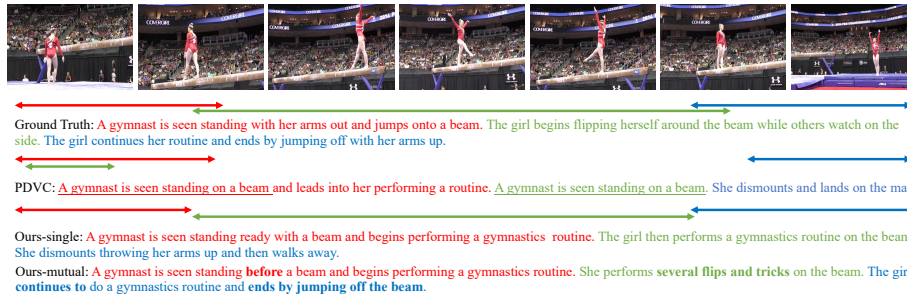 COVERGIRL
COVERGIRL
COVERGIRL
COVERGIRL
Ground Truth: A gymnast is seen standing with her arms out and jumps onto a beam. The girl begins flipping herself around the beam while others watch on the
side. The girl continues her routine and ends by jumping off with her arms up.
PDVC: A gymnast is seen standing on a beam and leads into her performing a routine. A gymnast is seen standing on a beam. She dismounts and lands on the ma
Ours-single: A gymnast is seen standing ready with a beam and begins performing a gymnastics routine. The girl then performs a gymnastics routine on the bean
She dismounts throwing her arms up and then walks away.
Ours-mutual: A gymnast is seen standing before a beam and begins performing a gymnastics routine. She performs several flips and tricks on the beam. The gir
continues to do a gymnastics routine and ends by jumping off the beam.